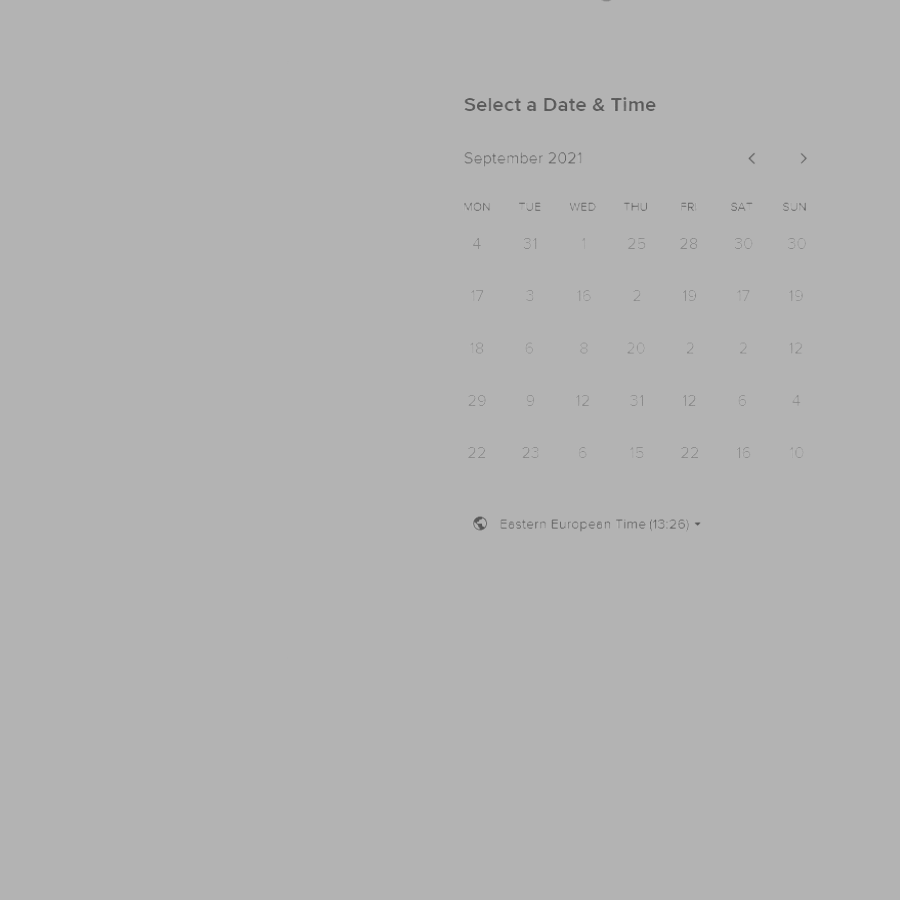 Select a Date & Time
September 2021
MON TUE WED THU FRI SAT SUN
4 31 1 25 28 30 30
17 3 16 2 19 17 19
18 6 8 20 2 2 12
29 9 12 31 12 6 4
22 23 6 15 22 16 10
Eastern European Time (13:26)